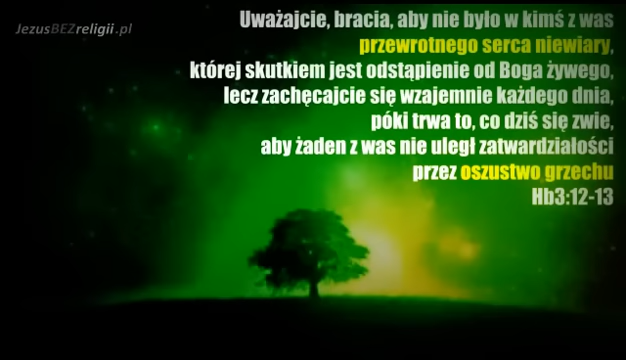 JezusBEZreligii.pl
Uważajcie, bracia, aby nie było w kimś z was
przewrotnego serca niewiary,
której skutkiem jest odstąpienie od Boga żywego,
lecz zachęcajcie się wzajemnie każdego dnia,
póki trwa to, co dziś się zwie,
aby żaden z was nie uległ zatwardziałości
przez oszustwo grzechu
Hb3:12-13